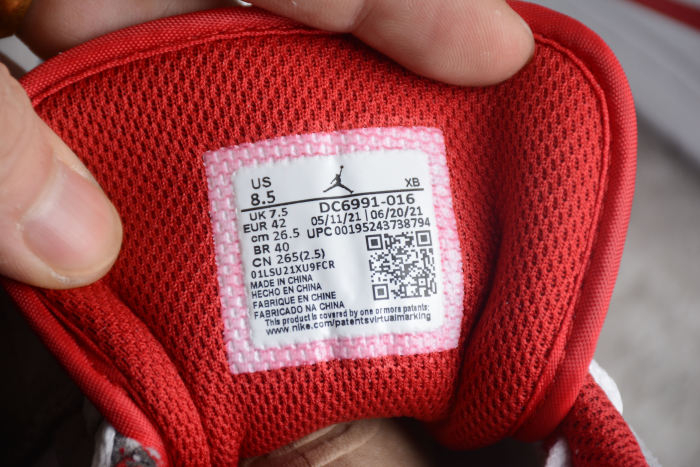 US XB
8.5 DC6991-016
UK 7.5 05/11/21 | 06/20/21
EUR 42 UPC 00195243738794
cm 26.5
BR 40
CN 265(2.5)
01LSU21XU9FCR
MADE IN CHINA
HECHO EN CHINA
FABRIQUE EN CHINE
FABRICADO NA CHINA
This product is covered by one or more patents:
www.nike.com/patentsvirtualmarking